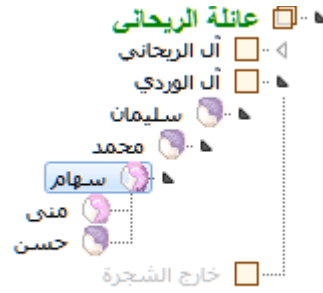 عائلة الريحاني
آل الريحاني
آل الوردي
سليمان
محمد
سهام
منى
حسن
خارج الشجرة